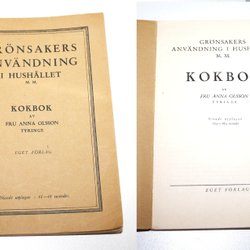 GRÖNSAKERS
ANVÄNDNING
I HUSHÅLLET
M. M.
KOKBOK
AV
FRU ANNA OLSSON
TYRINGE
EGET FÖRLAG
GRÖNSAKERS
ANVÄNDNING I HUSH
M. M.
KOKBO
AV
FRU ANNA OLSSON
TYRINGE
EGET FÖRLAG